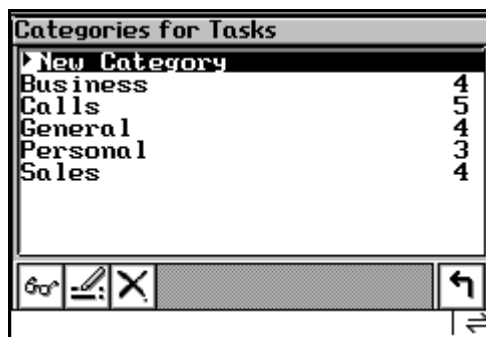 Categories for Tasks
New Category
Business 4
Calls 5
General 4
Personal 3
Sales 4